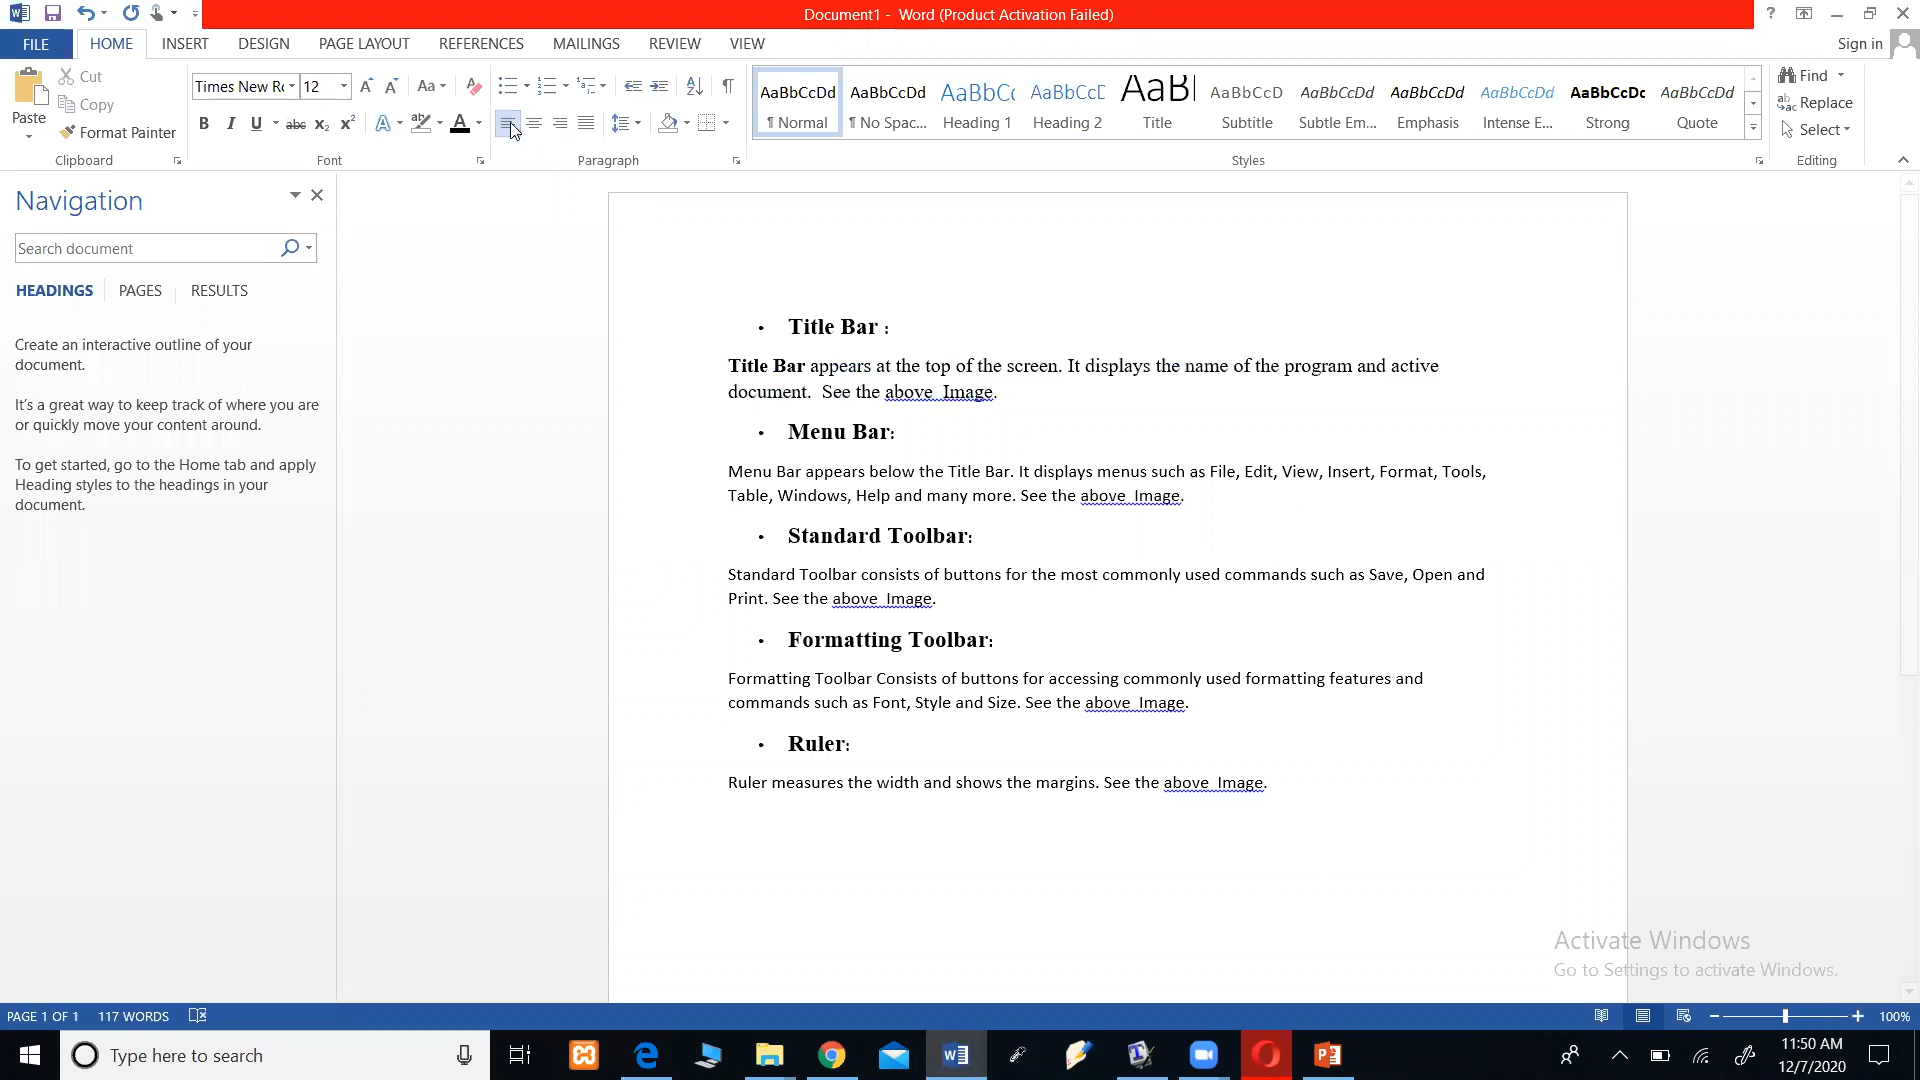 Document1 - Word (Product Activation Failed)
FILE HOME INSERT DESIGN PAGE LAYOUT REFERENCES MAILINGS REVIEW VIEW Sign in
Paste
Cut
Copy
Format Painter
Clipboard
Times New Ro 12
Font
Paragraph
AaBbCcDd AaBbCcDd AaBbCc AaBbCcC AaBl AaBbCcD AaBbCcDd AaBbCcDd AaBbCcDd AaBbCcDc AaBbCcDd
¶ Normal ¶ No Spac... Heading 1 Heading 2 Title Subtitle Subtle Em... Emphasis Intense E... Strong Quote
Styles
Find
Replace
Select
Editing
Navigation
Search document
HEADINGS PAGES RESULTS
Create an interactive outline of your
document.
It's a great way to keep track of where you are
or quickly move your content around.
To get started, go to the Home tab and apply
Heading styles to the headings in your
document.
• Title Bar :
Title Bar appears at the top of the screen. It displays the name of the program and active
document.  See the above  Image.
• Menu Bar:
Menu Bar appears below the Title Bar. It displays menus such as File, Edit, View, Insert, Format, Tools,
Table, Windows, Help and many more. See the above  Image.
• Standard Toolbar:
Standard Toolbar consists of buttons for the most commonly used commands such as Save, Open and
Print. See the above  Image.
• Formatting Toolbar:
Formatting Toolbar Consists of buttons for accessing commonly used formatting features and
commands such as Font, Style and Size. See the above  Image.
• Ruler:
Ruler measures the width and shows the margins. See the above  Image.
Activate Windows
Go to Settings to activate Windows.
PAGE 1 OF 1 117 WORDS 100%
Type here to search
11:50 AM
12/7/2020